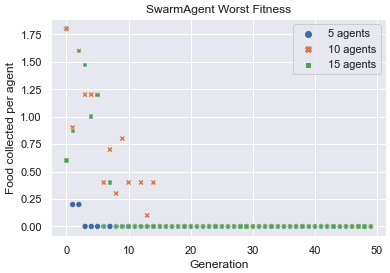 SwarmAgent Worst Fitness
5 agents
10 agents
15 agents
Food collected per agent
1.75
1.50
1.25
1.00
0.75
0.50
0.25
0.00
0 10 20 30 40 50
Generation